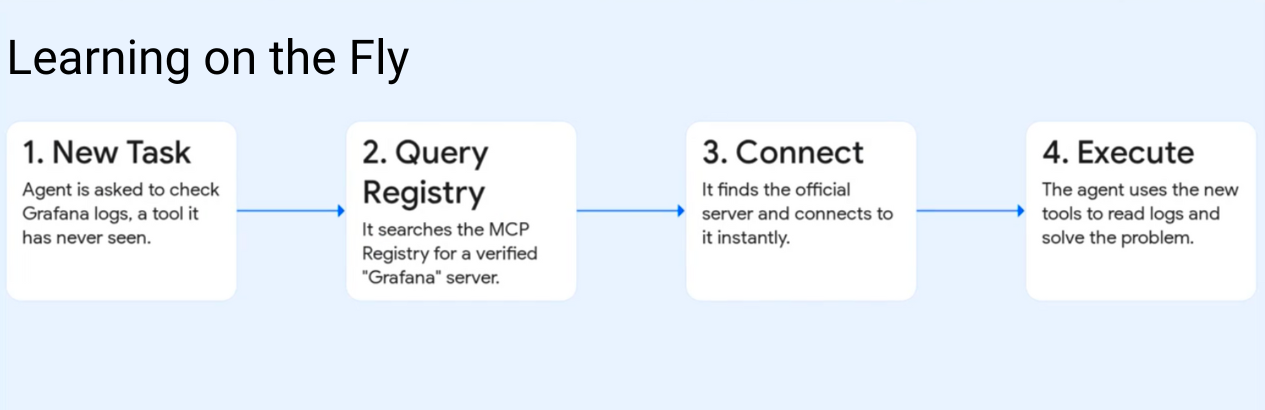 Learning on the Fly
1. New Task
Agent is asked to check
Grafana logs, a tool it
has never seen.
2. Query
Registry
It searches the MCP
Registry for a verified
"Grafana" server.
3. Connect
It finds the official
server and connects to
it instantly.
4. Execute
The agent uses the new
tools to read logs and
solve the problem.